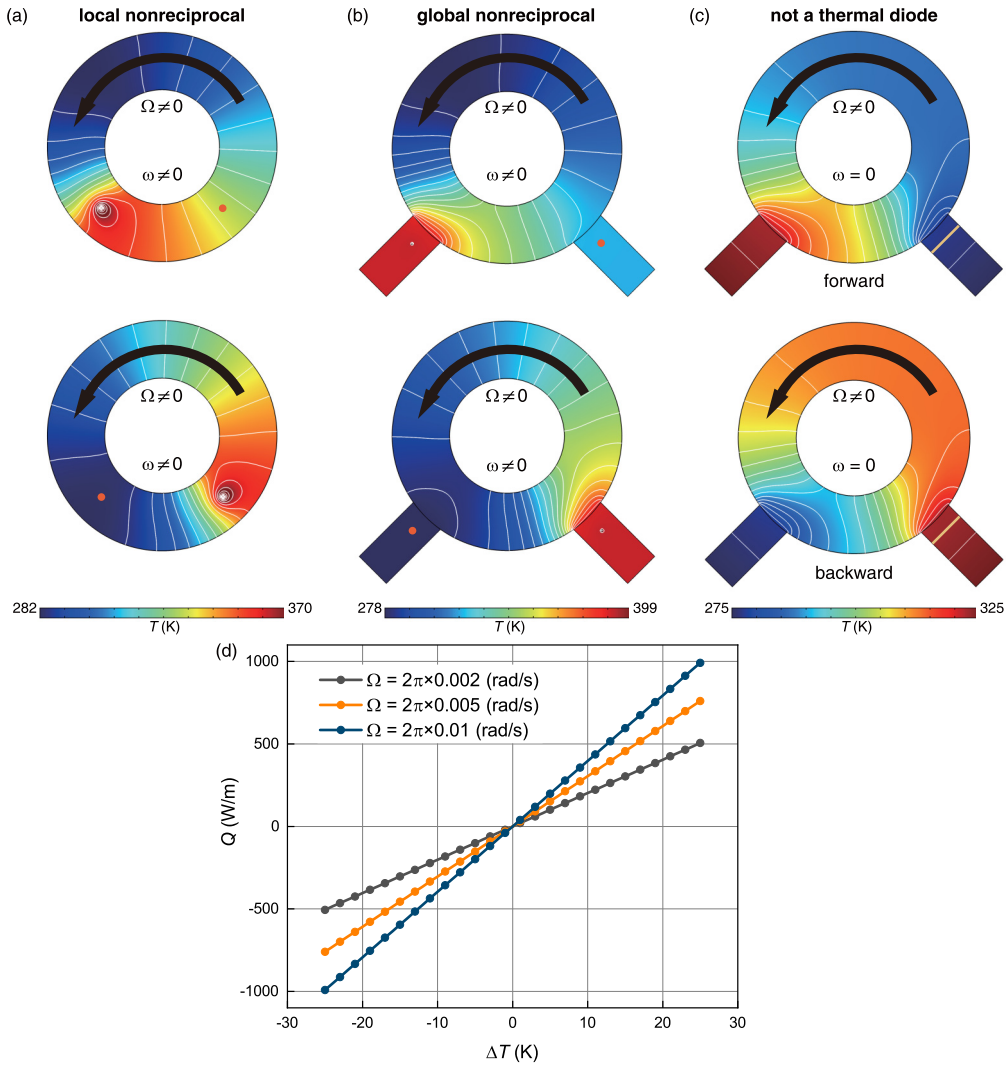 (a) local nonreciprocal
(b) global nonreciprocal
(c) not a thermal diode
Ω≠0
ω≠0
Ω≠0
ω≠0
Ω≠0
ω = 0
forward
Ω≠0
ω≠0
Ω≠0
ω≠0
Ω≠0
ω = 0
backward
282 370
T (K)
278 399
T (K)
275 325
T (K)
(d)
1000
500
0
-500
-1000
Q (W/m)
Ω = 2π×0.002 (rad/s)
Ω = 2π×0.005 (rad/s)
Ω = 2π×0.01 (rad/s)
-30 -20 -10 0 10 20 30
ΔT (K)